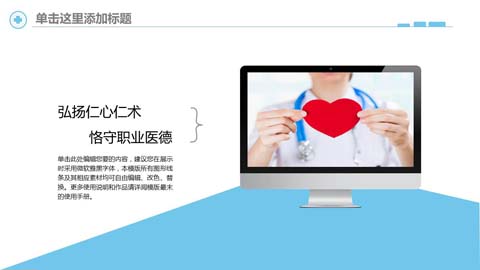 单击这里添加标题
弘扬仁心仁术
恪守职业医德
单击此处编辑您要的内容，建议您在展示
时采用微软雅黑字体，本模版所有图形线
条及其相应素材均可自由编辑、改色、替
换。更多使用说明和作品请详阅模版最末
的使用手册。